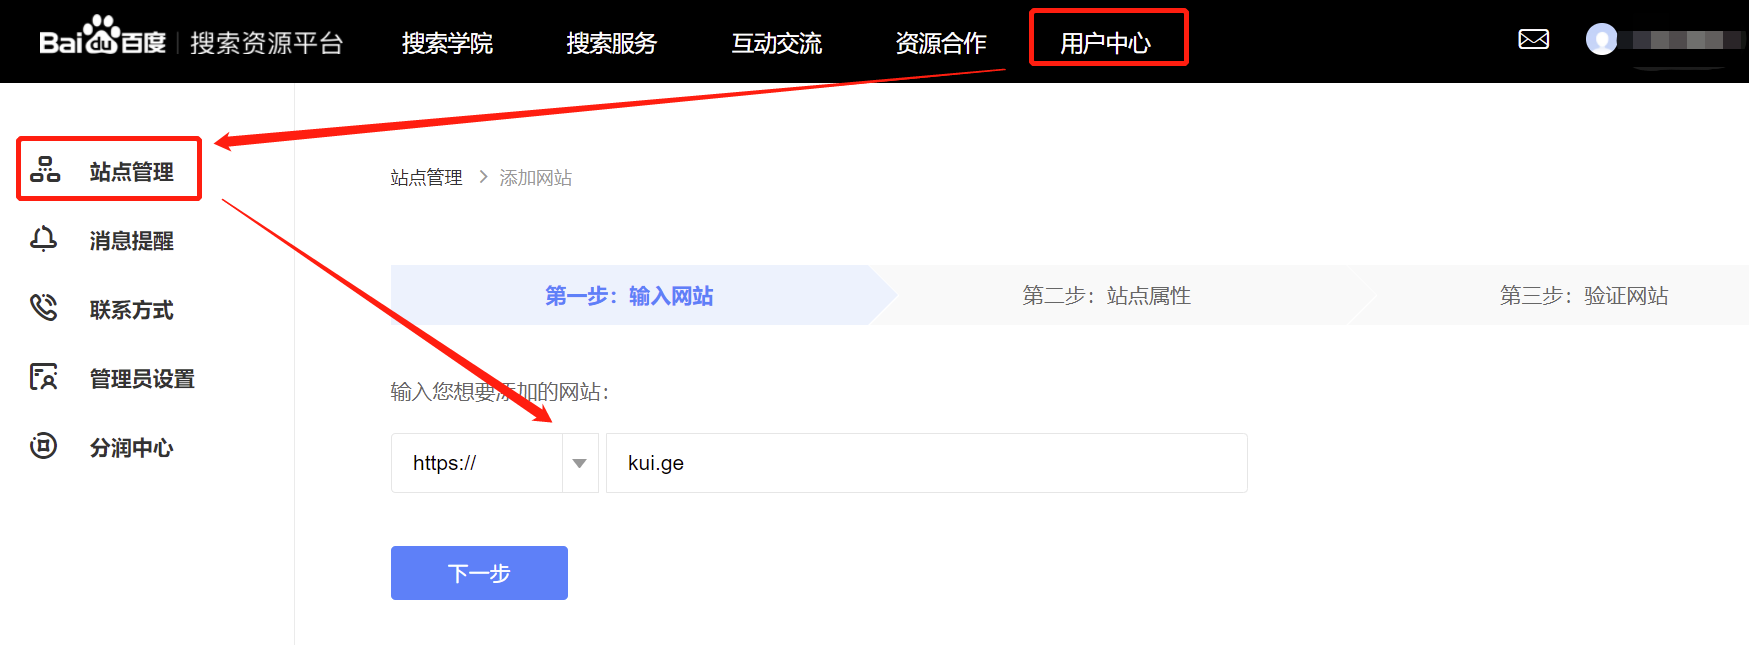 Bai du 百度 | 搜索资源平台 搜索学院 搜索服务 互动交流 资源合作 用户中心
站点管理
消息提醒
联系方式
管理员设置
分润中心
站点管理 > 添加网站
第一步：输入网站 第二步：站点属性 第三步：验证网站
输入您想要添加的网站：
https:// kui.ge
下一步